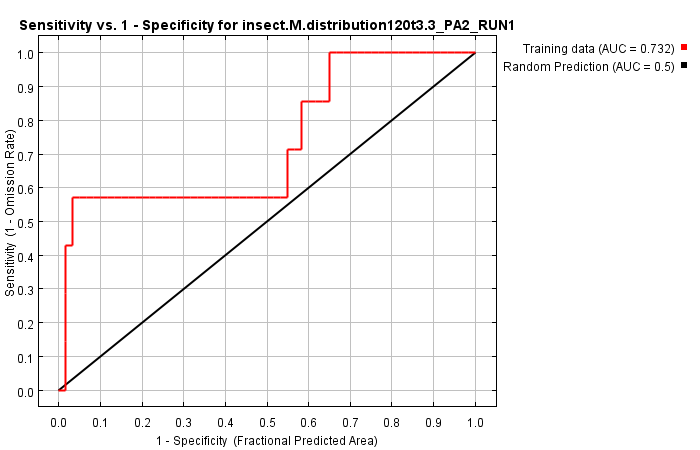 Sensitivity vs. 1 - Specificity for insect.M.distribution120t3.3_PA2_RUN1
Training data (AUC = 0.732)
Random Prediction (AUC = 0.5)
Sensitivity (1 - Omission Rate)
1.0
0.9
0.8
0.7
0.6
0.5
0.4
0.3
0.2
0.1
0.0
0.0 0.1 0.2 0.3 0.4 0.5 0.6 0.7 0.8 0.9 1.0
1 - Specificity (Fractional Predicted Area)